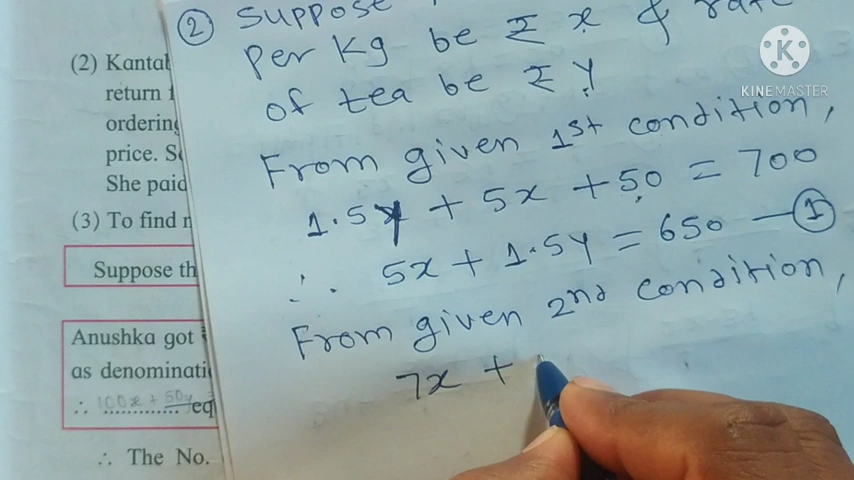 ② Suppose
Per Kg be ₹ x & rate
of tea be ₹ y
From given 1st condition,
1.5y + 5x + 50 = 700
∴ 5x + 1.5y = 650 — ①
From given 2nd condition,
7x +
KINEMASTER
(2) Kantab
return
ordering
price.
She paid
(3) To find
Suppose th
Anushka got
as denominati
∴ 100x + 50y equ
∴ The No.